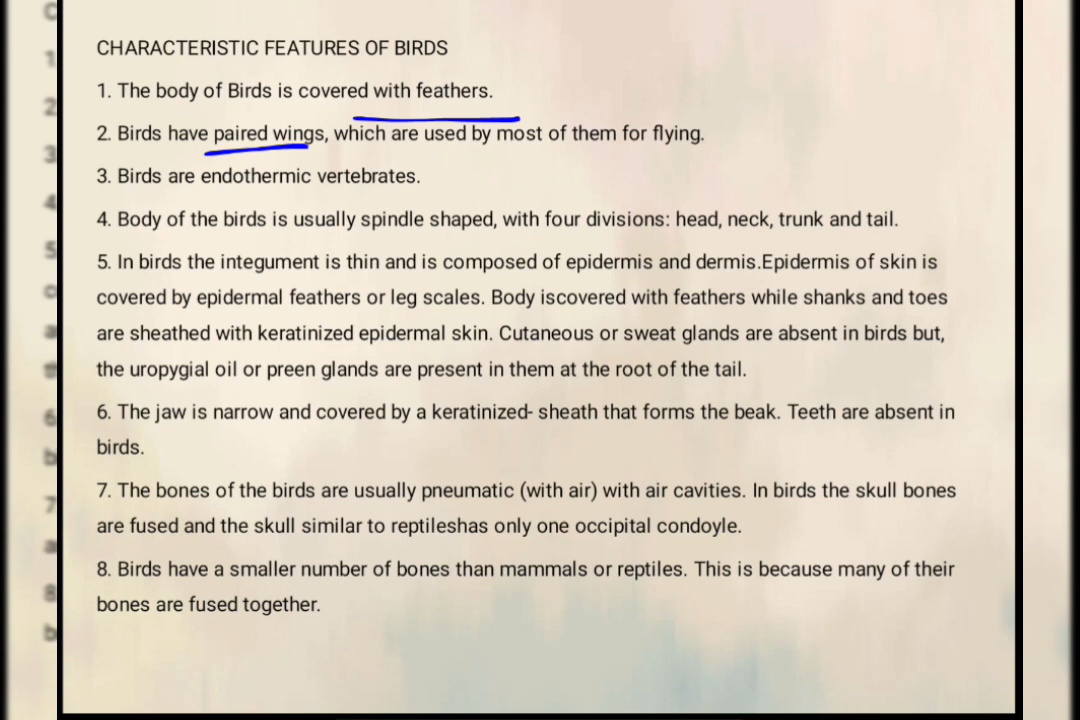 CHARACTERISTIC FEATURES OF BIRDS
1. The body of Birds is covered with feathers.
2. Birds have paired wings, which are used by most of them for flying.
3. Birds are endothermic vertebrates.
4. Body of the birds is usually spindle shaped, with four divisions: head, neck, trunk and tail.
5. In birds the integument is thin and is composed of epidermis and dermis.Epidermis of skin is
covered by epidermal feathers or leg scales. Body iscovered with feathers while shanks and toes
are sheathed with keratinized epidermal skin. Cutaneous or sweat glands are absent in birds but,
the uropygial oil or preen glands are present in them at the root of the tail.
6. The jaw is narrow and covered by a keratinized- sheath that forms the beak. Teeth are absent in
birds.
7. The bones of the birds are usually pneumatic (with air) with air cavities. In birds the skull bones
are fused and the skull similar to reptileshas only one occipital condoyle.
8. Birds have a smaller number of bones than mammals or reptiles. This is because many of their
bones are fused together.